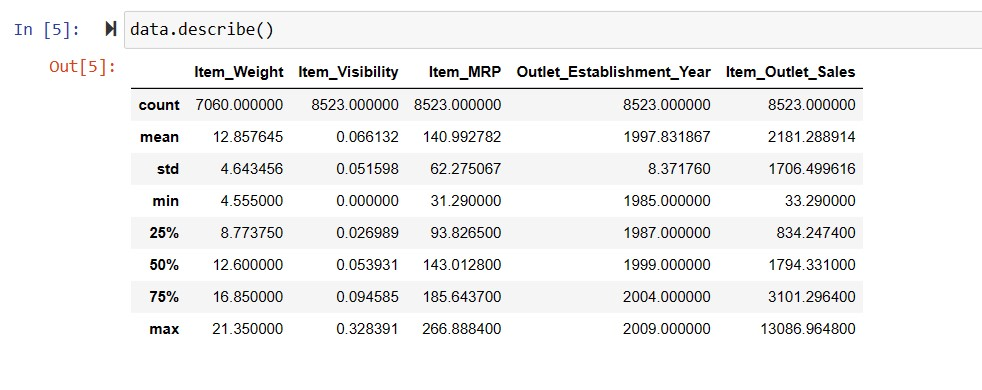 In [5]: data.describe()
Out[5]:
Item_Weight Item_Visibility Item_MRP Outlet_Establishment_Year Item_Outlet_Sales
count 7060.000000 8523.000000 8523.000000 8523.000000 8523.000000
mean 12.857645 0.066132 140.992782 1997.831867 2181.288914
std 4.643456 0.051598 62.275067 8.371760 1706.499616
min 4.555000 0.000000 31.290000 1985.000000 33.290000
25% 8.773750 0.026989 93.826500 1987.000000 834.247400
50% 12.600000 0.053931 143.012800 1999.000000 1794.331000
75% 16.850000 0.094585 185.643700 2004.000000 3101.296400
max 21.350000 0.328391 266.888400 2009.000000 13086.964800